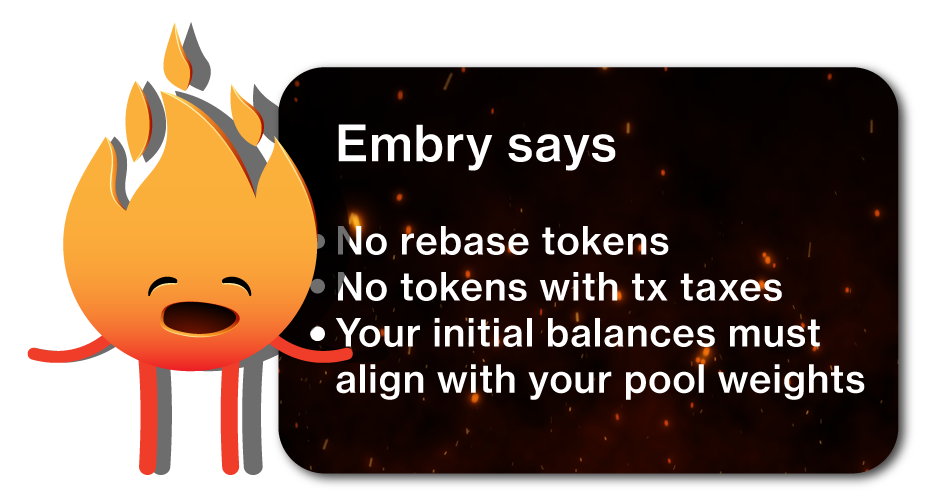 Embry says
• No rebase tokens
• No tokens with tx taxes
• Your initial balances must
align with your pool weights